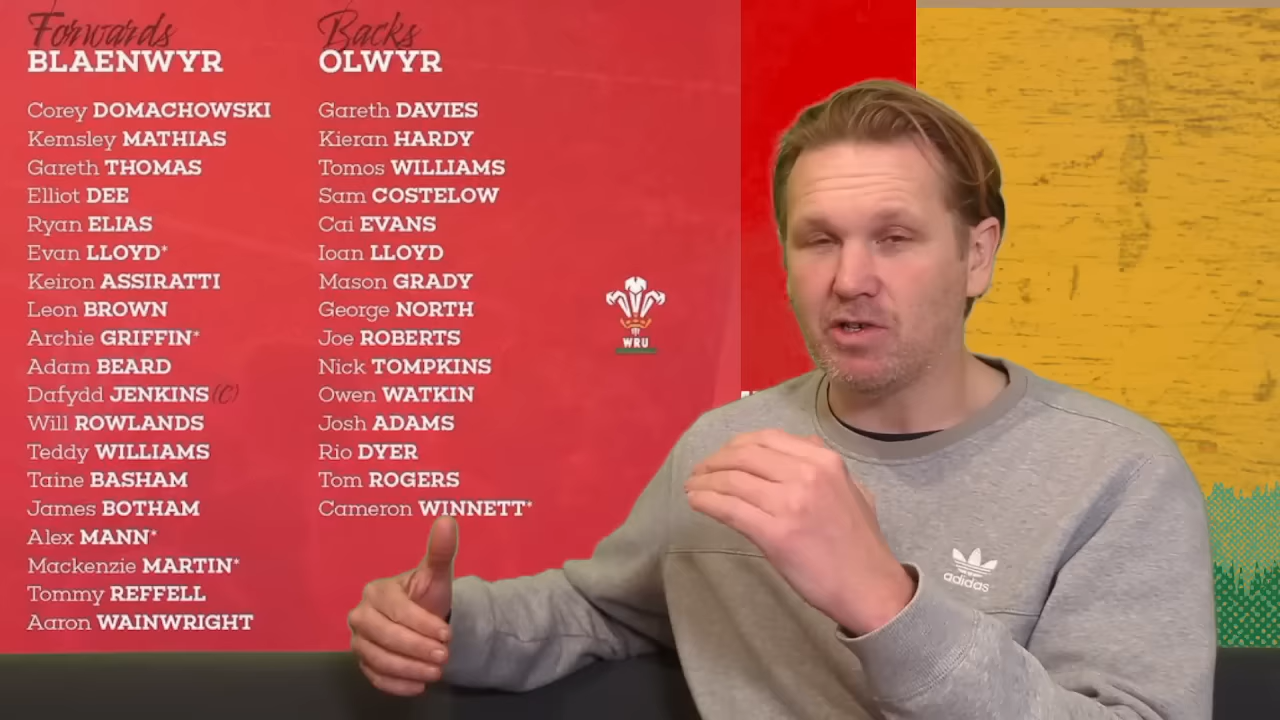 Forwards
BLAENWYR
Corey DOMACHOWSKI
Kemsley MATHIAS
Gareth THOMAS
Elliot DEE
Ryan ELIAS
Evan LLOYD*
Keiron ASSIRATTI
Leon BROWN
Archie GRIFFIN*
Adam BEARD
Dafydd JENKINS (C)
Will ROWLANDS
Teddy WILLIAMS
Taine BASHAM
James BOTHAM
Alex MANN*
Mackenzie MARTIN*
Tommy REFFELL
Aaron WAINWRIGHT
Backs
OLWYR
Gareth DAVIES
Kieran HARDY
Tomos WILLIAMS
Sam COSTELOW
Cai EVANS
Ioan LLOYD
Mason GRADY
George NORTH
Joe ROBERTS
Nick TOMPKINS
Owen WATKIN
Josh ADAMS
Rio DYER
Tom ROGERS
Cameron WINNETT*
WRU
adidas